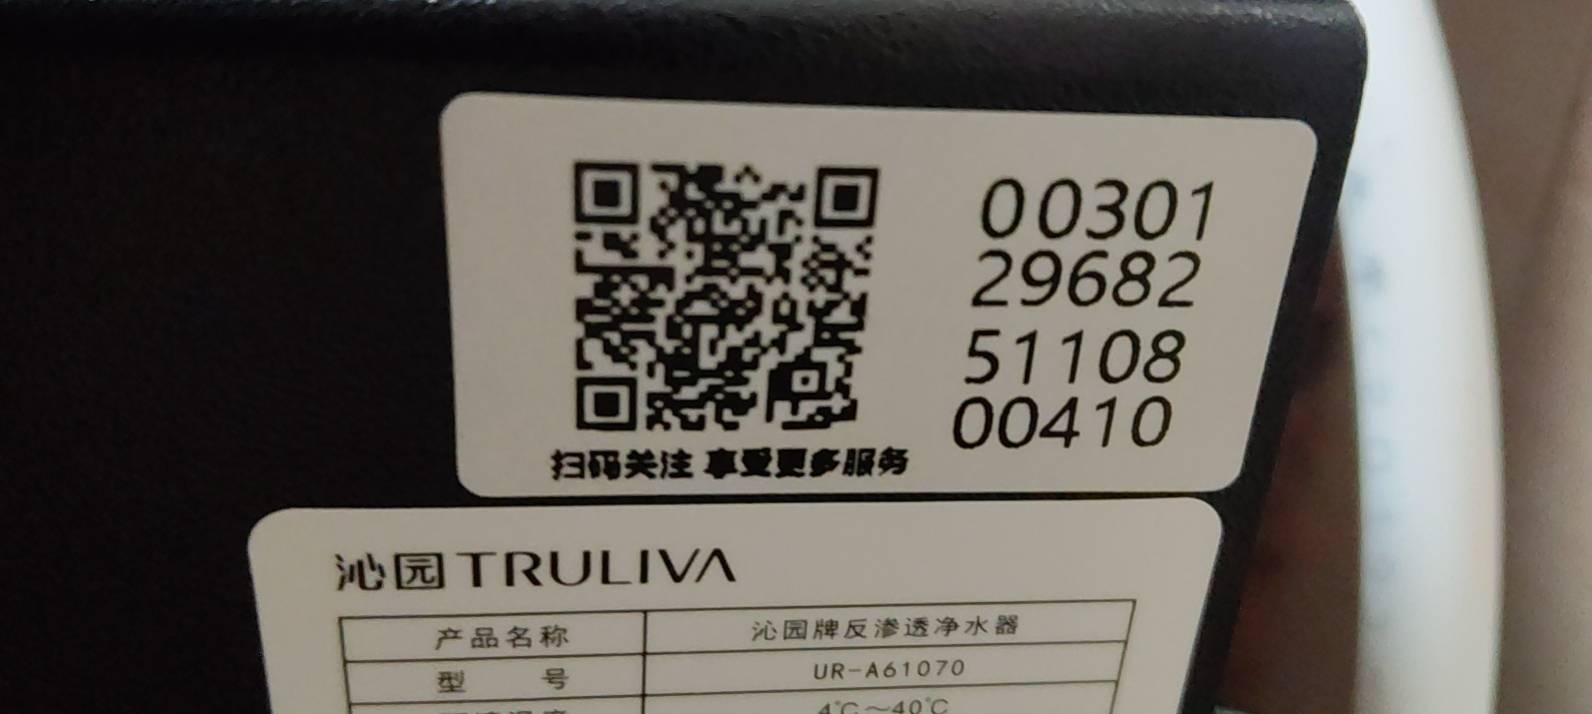 00301
29682
51108
00410
扫码关注 享受更多服务
沁园TRULIVA
产品名称 沁园牌反渗透净水器
型 号 UR-A61070
4℃~40℃